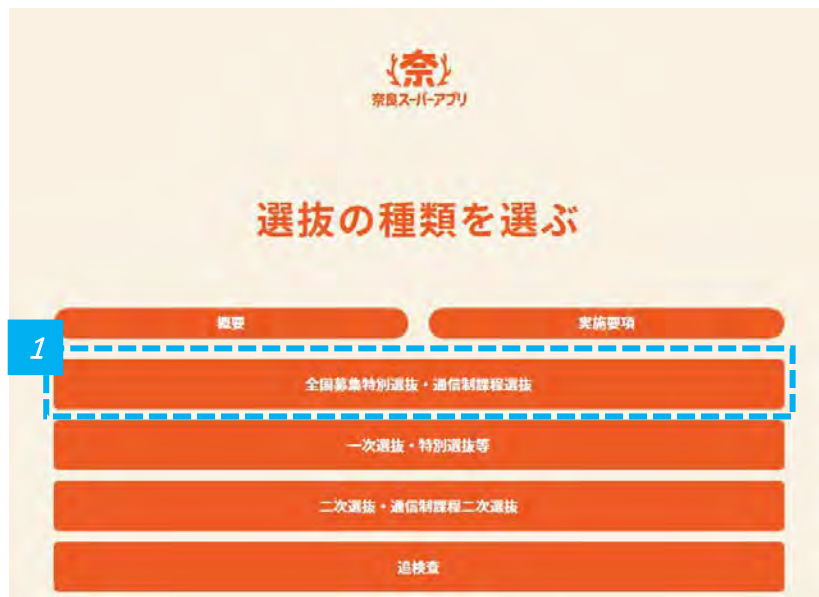 奈
奈良スーパーアプリ
選抜の種類を選ぶ
概要
実施要項
1
全国募集特別選抜・通信制課程選抜
一次選抜・特別選抜等
二次選抜・通信制課程二次選抜
追検査